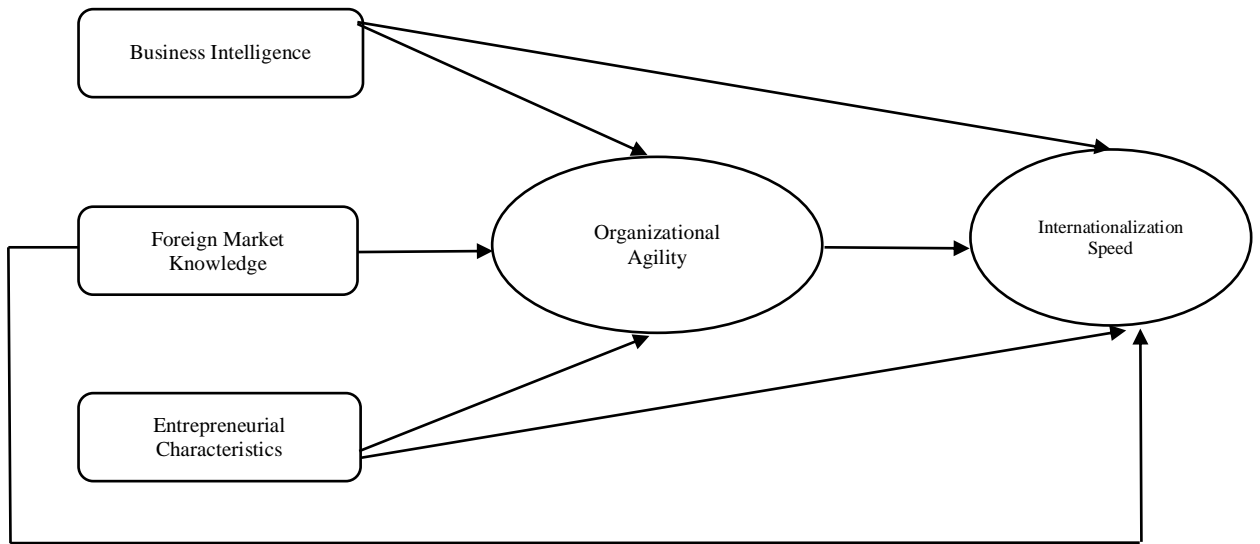 Business Intelligence
Foreign Market
Knowledge
Organizational
Agility
Internationalization
Speed
Entrepreneurial
Characteristics